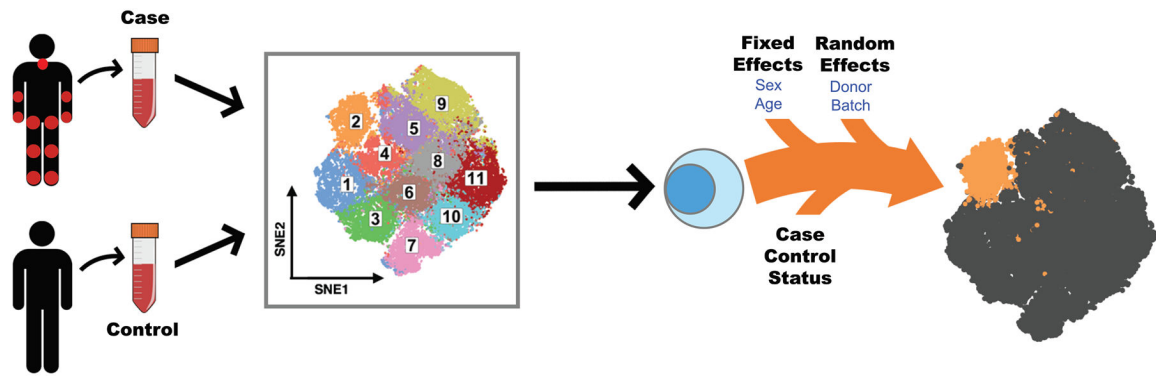 Case
Control
9
2
5
4
8
11
1
6
3
10
7
SNE2
SNE1
Fixed
Effects
Sex
Age
Random
Effects
Donor
Batch
Case
Control
Status